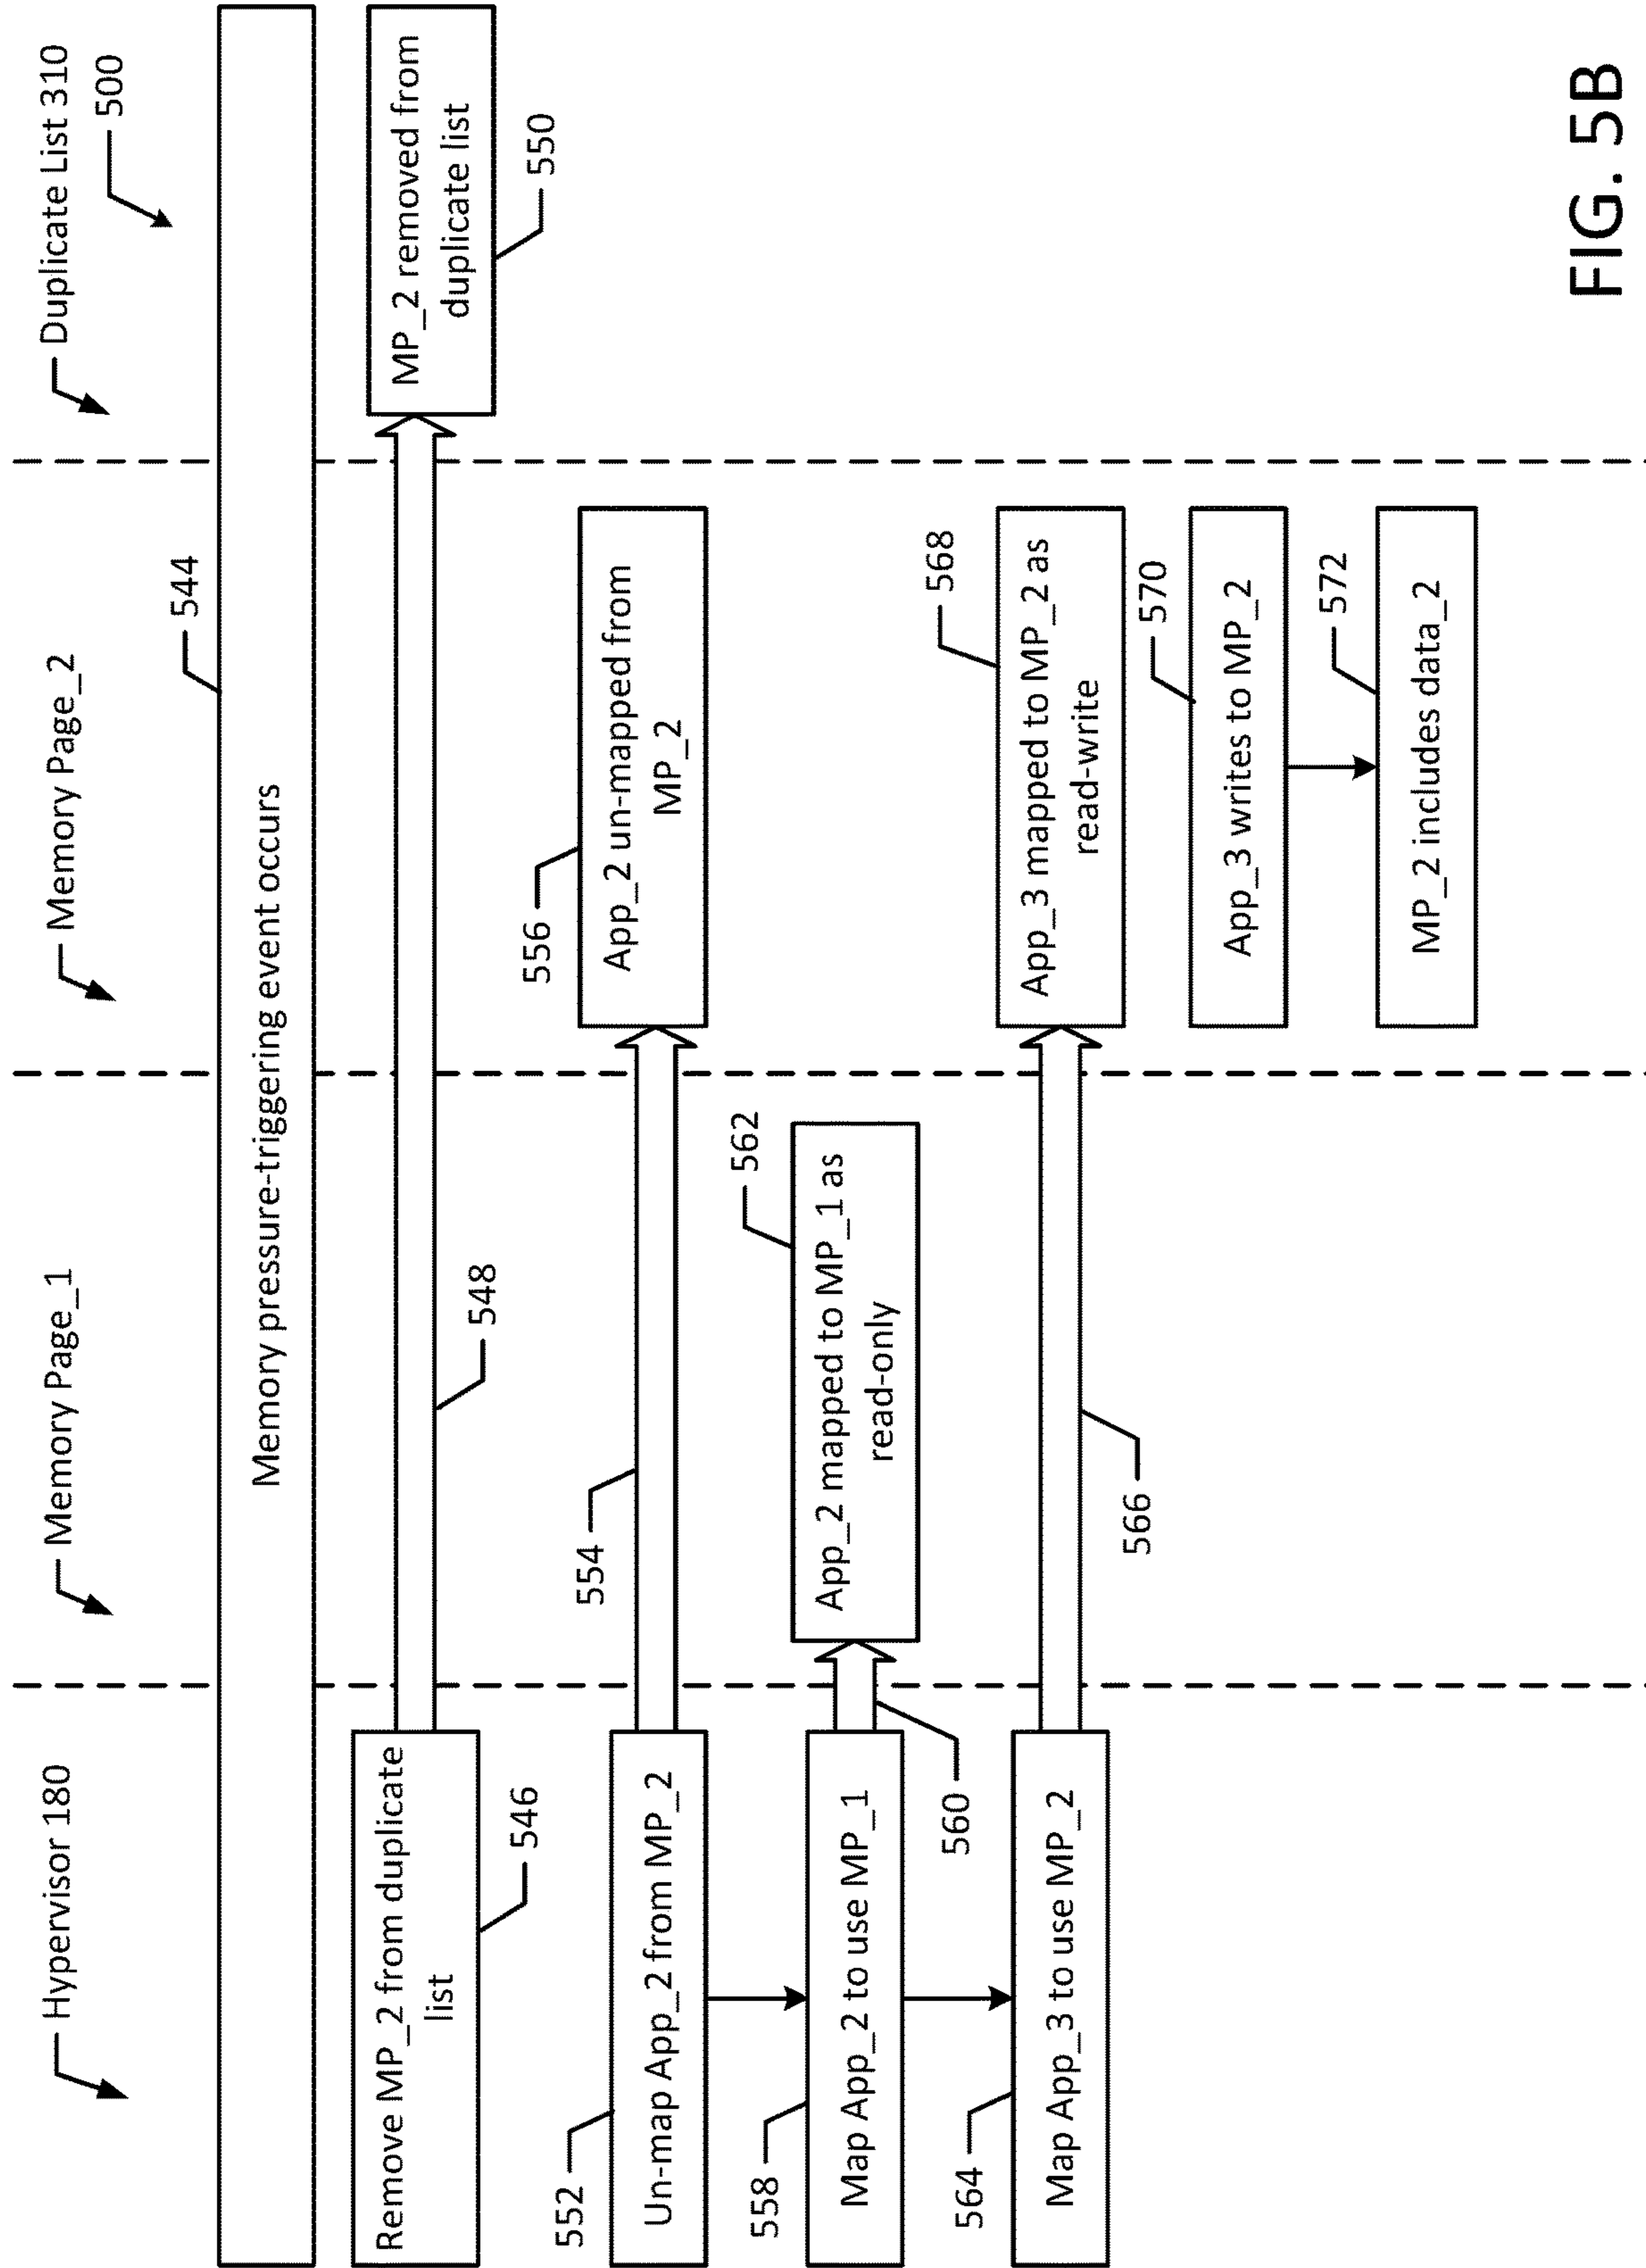 Hypervisor 180
Memory Page_1
Memory Page_2
Duplicate List 310
500
544
Memory pressure-triggering event occurs
Remove MP_2 from duplicate
list
546
548
MP_2 removed from
duplicate list
550
552
Un-map App_2 from MP_2
554
556
App_2 un-mapped from
MP_2
558
Map App_2 to use MP_1
560
562
App_2 mapped to MP_1 as
read-only
564
Map App_3 to use MP_2
566
568
App_3 mapped to MP_2 as
read-write
570
App_3 writes to MP_2
572
MP_2 includes data_2
FIG. 5B